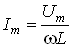 I_m = U_m / ωL